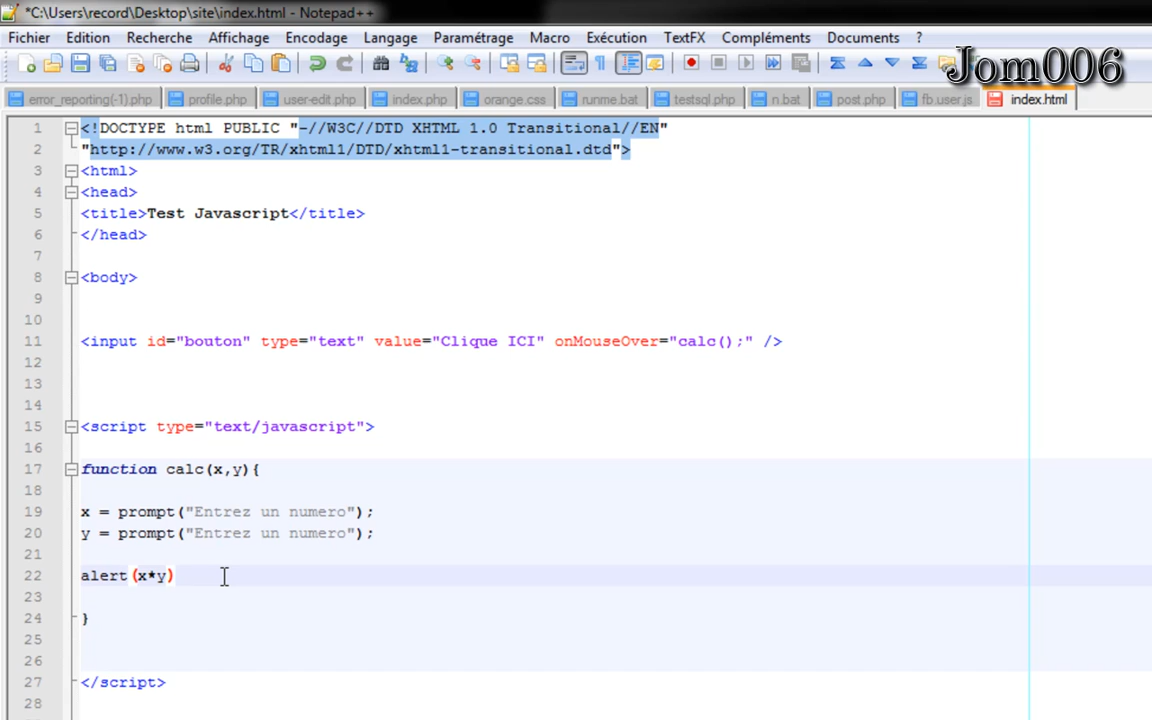 *C:\Users\record\Desktop\site\index.html - Notepad++
Fichier Edition Recherche Affichage Encodage Langage Paramétrage Macro Exécution TextFX Compléments Documents ?
Jom006
error_reporting(-1).php profile.php user-edit.php index.php orange.css runme.bat testsql.php n.bat post.php fb.user.js index.html
1 <!DOCTYPE html PUBLIC "-//W3C//DTD XHTML 1.0 Transitional//EN"
2 "http://www.w3.org/TR/xhtml1/DTD/xhtml1-transitional.dtd">
3 <html>
4 <head>
5 <title>Test Javascript</title>
6 </head>
7
8 <body>
9
10
11 <input id="bouton" type="text" value="Clique ICI" onMouseOver="calc();" />
12
13
14
15 <script type="text/javascript">
16
17 function calc(x,y){
18
19 x = prompt("Entrez un numero");
20 y = prompt("Entrez un numero");
21
22 alert(x*y)
23
24 }
25
26
27 </script>
28